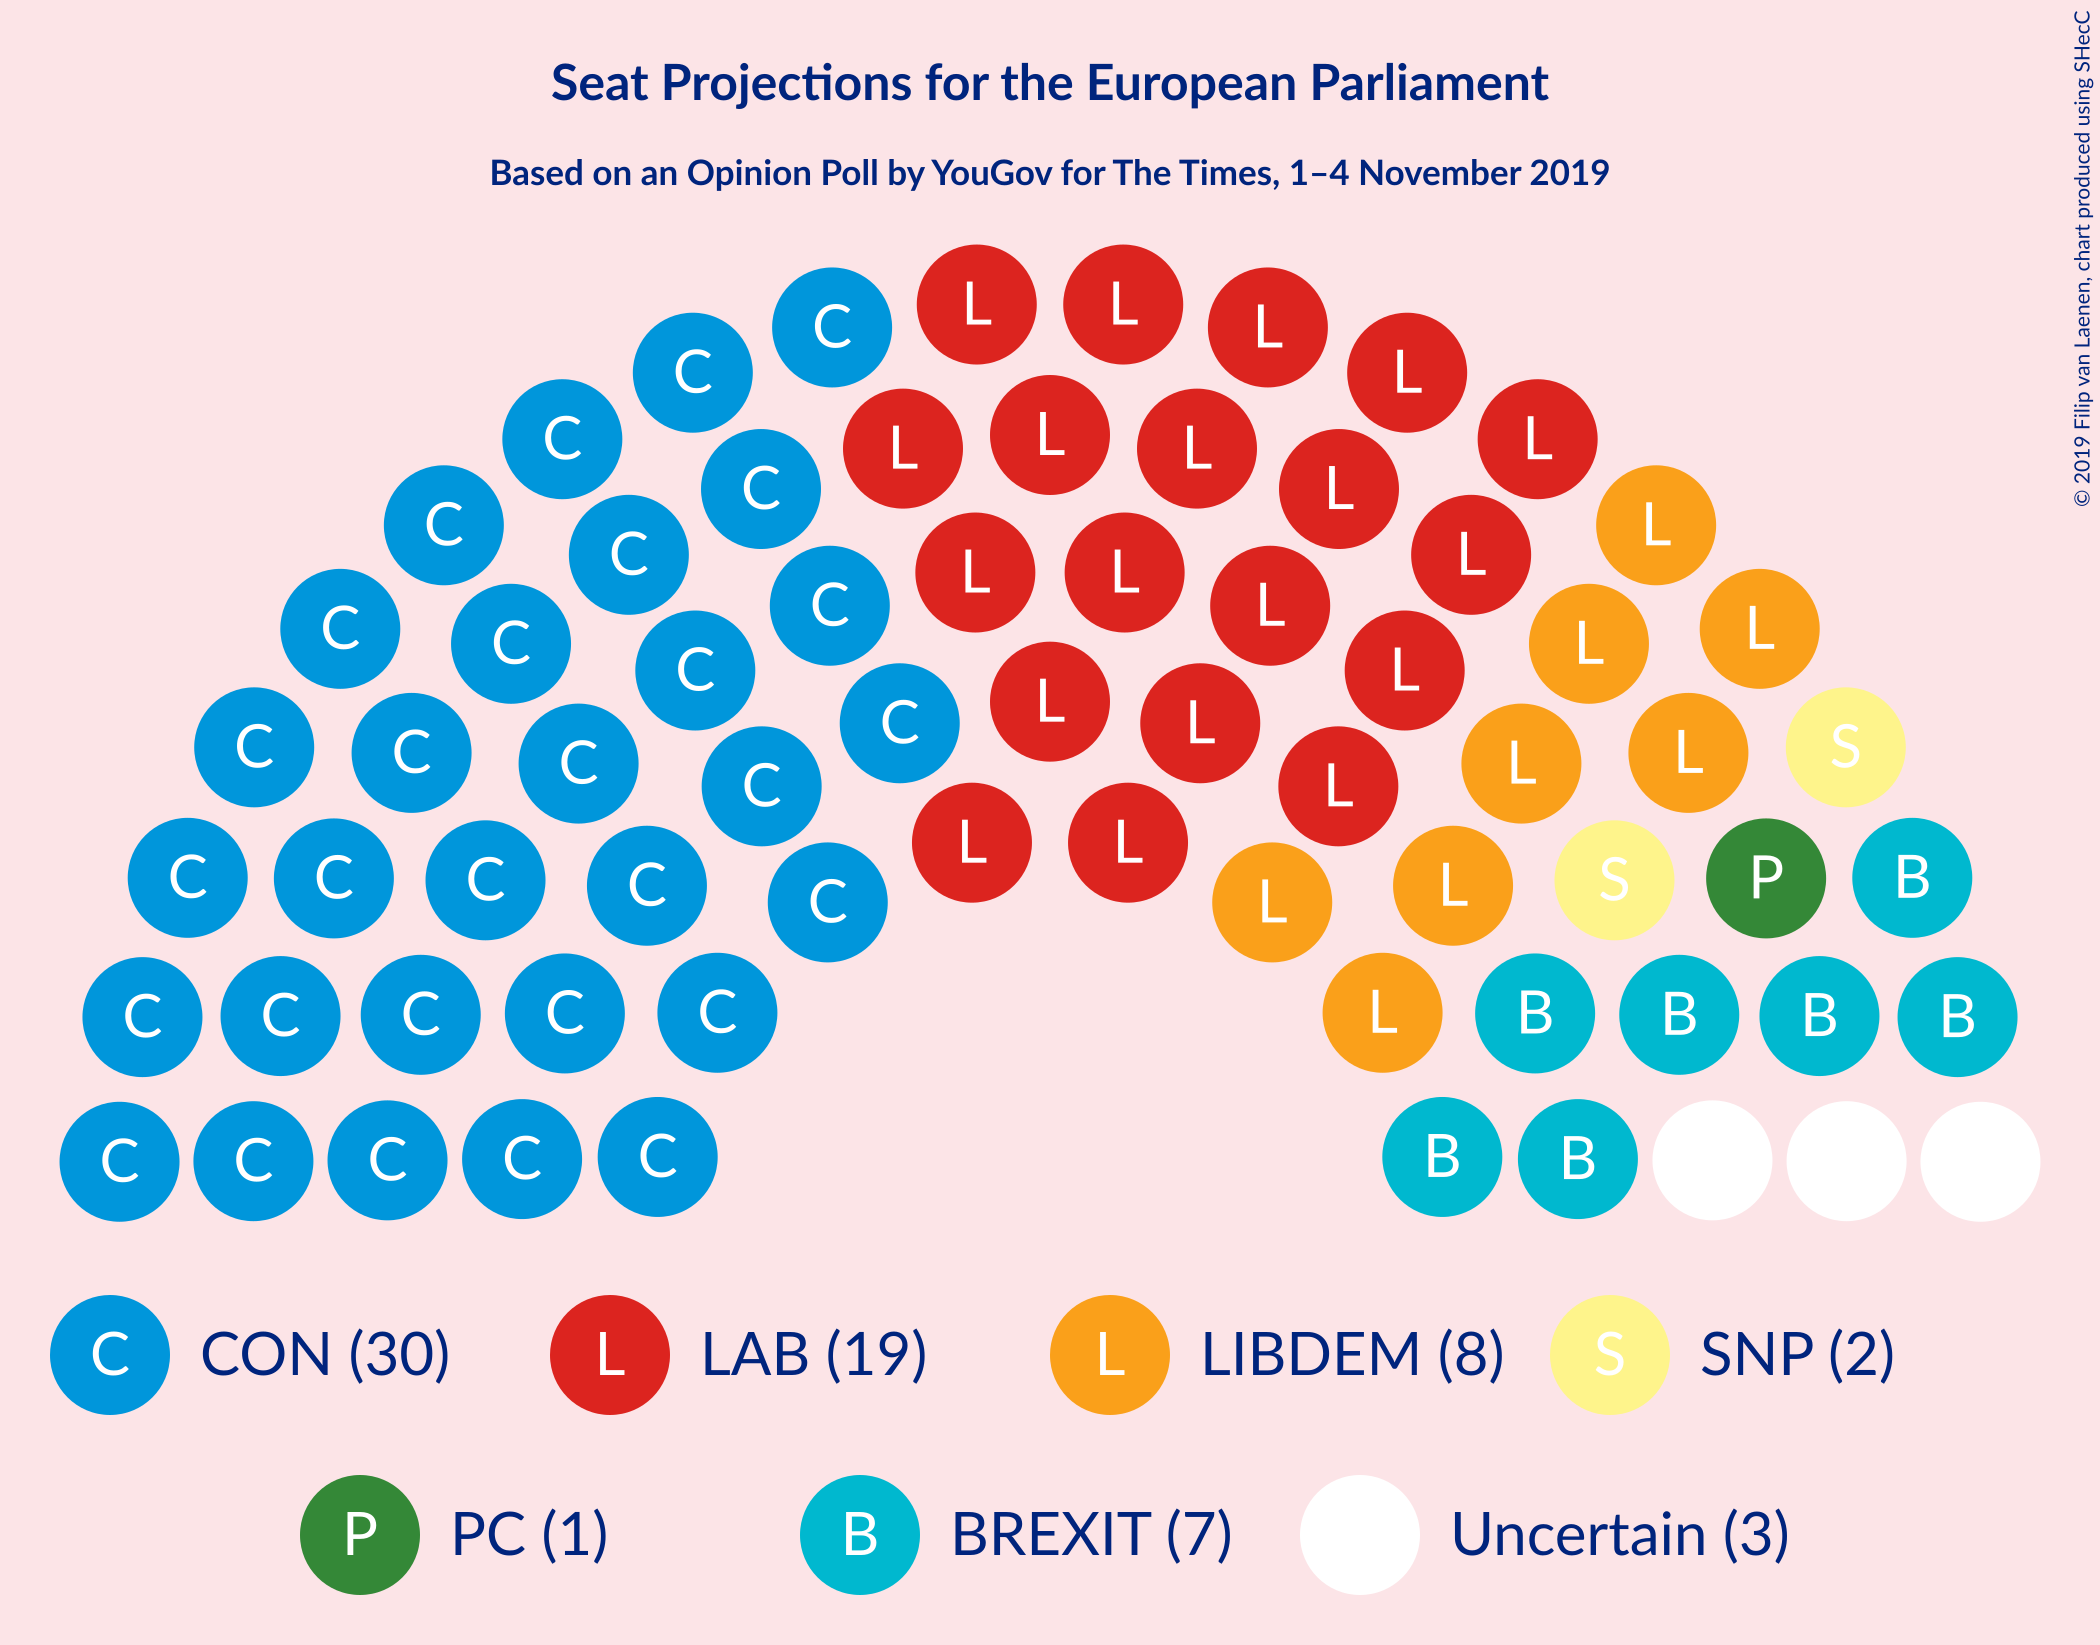 Seat Projections for the European Parliament
Based on an Opinion Poll by YouGov for The Times, 1–4 November 2019
© 2019 Filip van Laenen, chart produced using SHecC
C L L L L L
C
C
C L L L L L
C C L
C L L L L
C C L L
C C L
C L L L
C C C L L S
C C L
C C C C L L S P B
C L L
C C C C C L B B B B
C C C C C B B
C CON (30) L LAB (19) L LIBDEM (8) S SNP (2)
P PC (1) B BREXIT (7) Uncertain (3)